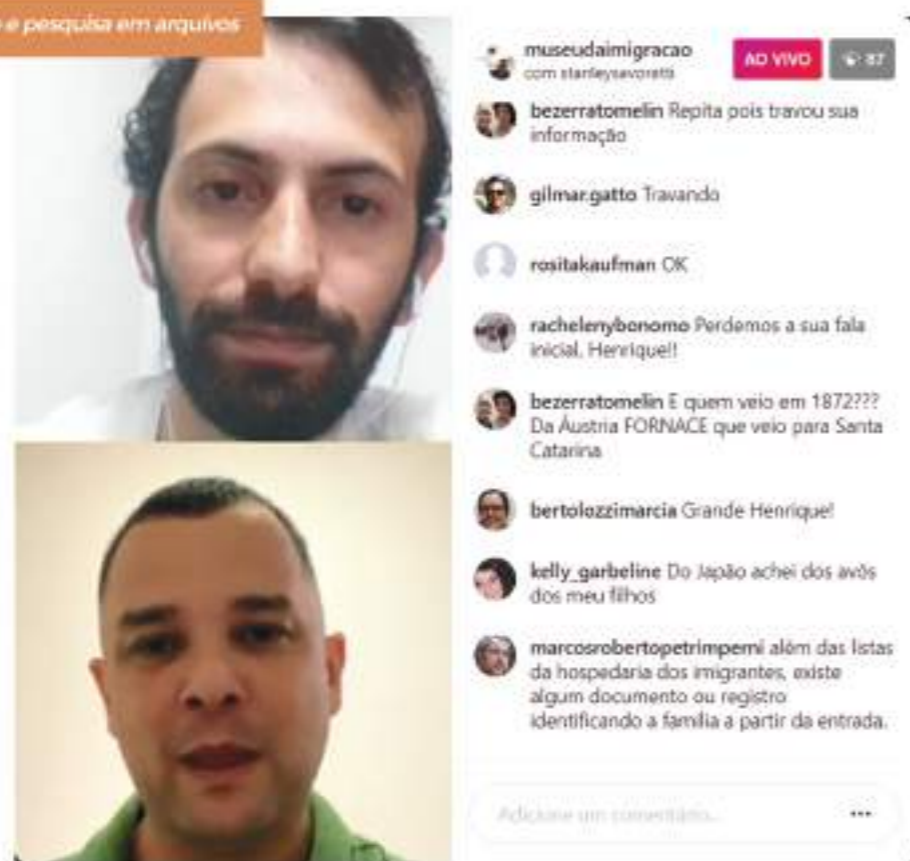 e pesquisa em arquivos
museudaimigracao
com stanleysavoretti
AO VIVO
87
bezerratomelin Repita pois travou sua
informação
gilmar.gatto Travando
rositakaufman OK
rachelenybonomo Perdemos a sua fala
inicial, Henrique!!
bezerratomelin E quem veio em 1872???
Da Áustria FORNACE que veio para Santa
Catarina
bertolozzimarcia Grande Henrique!
kelly_garbeline Do Japão achei dos avós
dos meu filhos
marcosrobertopetrimperni além das listas
da hospedaria dos imigrantes, existe
algum documento ou registro
identificando a familia a partir da entrada.
Adicione um comentário...